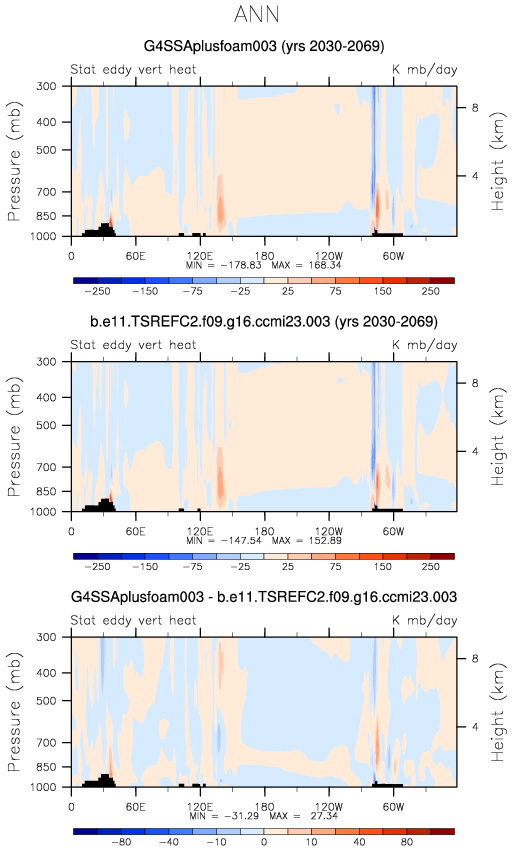 ANN
G4SSAplusfoam003 (yrs 2030-2069)
Stat eddy vert heat K mb/day
300
400
500
700
850
1000
Pressure (mb)
8
4
Height (km)
0 60E 120E 180 120W 60W
MIN = -178.83 MAX = 168.34
-250 -150 -75 -25 25 75 150 250
b.e11.TSREFC2.f09.g16.ccmi23.003 (yrs 2030-2069)
Stat eddy vert heat K mb/day
300
400
500
700
850
1000
Pressure (mb)
8
4
Height (km)
0 60E 120E 180 120W 60W
MIN = -147.54 MAX = 152.89
-250 -150 -75 -25 25 75 150 250
G4SSAplusfoam003 - b.e11.TSREFC2.f09.g16.ccmi23.003
Stat eddy vert heat K mb/day
300
400
500
700
850
1000
Pressure (mb)
8
4
Height (km)
0 60E 120E 180 120W 60W
MIN = -31.29 MAX = 27.34
-80 -40 -10 0 10 40 80